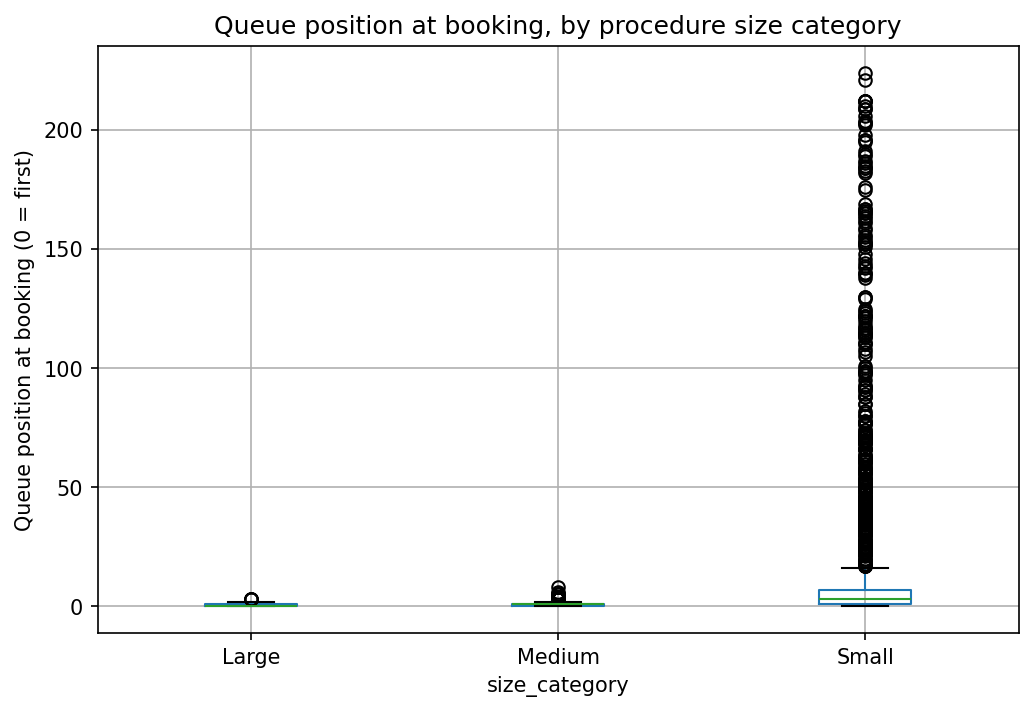 Queue position at booking, by procedure size category
Queue position at booking (0 = first)
200
150
100
50
0
Large
Medium
Small
size_category